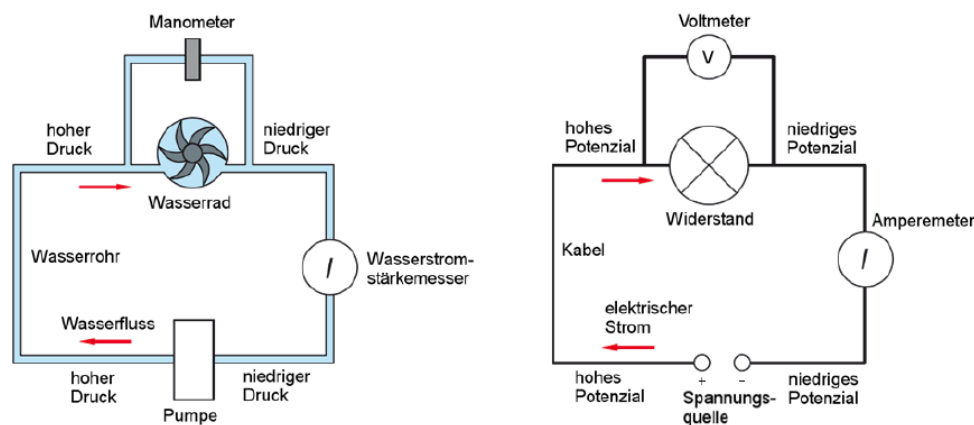 Manometer
hoher
Druck
niedriger
Druck
Wasserrad
Wasserrohr
I
Wasserstrom-
stärkemesser
Wasserfluss
hoher
Druck
niedriger
Druck
Pumpe
Voltmeter
V
hohes
Potenzial
niedriges
Potenzial
Widerstand
Amperemeter
Kabel
I
elektrischer
Strom
+ -
hohes
Potenzial
Spannungs-
quelle
niedriges
Potenzial